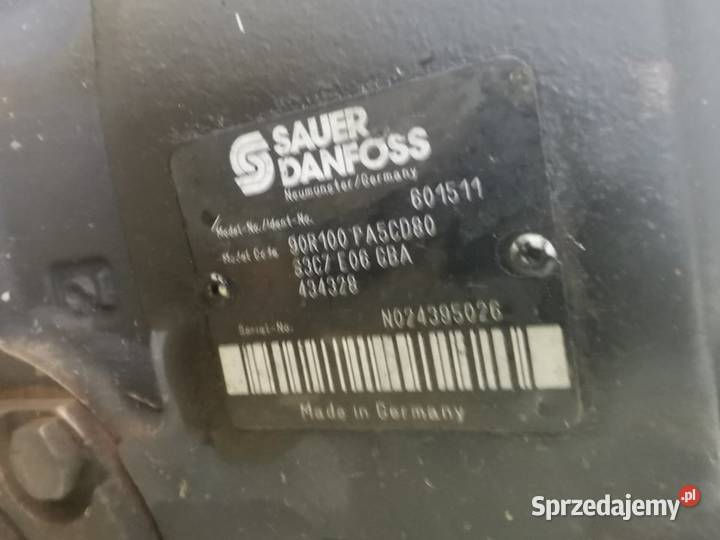 SAUER
DANFOSS
Neumünster/Germany
Model-No./Ident-No. 601511
Model Code 90R100 PA5CD80
S3C7 E06 GBA
434328
Serial-No. N024395026
Made in Germany
Sprzedajemy.pl